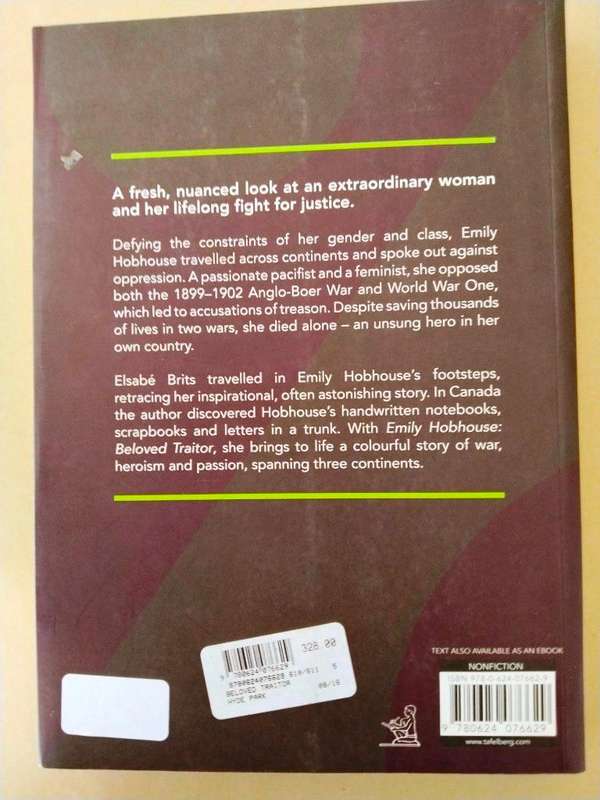 A fresh, nuanced look at an extraordinary woman
and her lifelong fight for justice.
Defying the constraints of her gender and class, Emily
Hobhouse travelled across continents and spoke out against
oppression. A passionate pacifist and a feminist, she opposed
both the 1899–1902 Anglo-Boer War and World War One,
which led to accusations of treason. Despite saving thousands
of lives in two wars, she died alone – an unsung hero in her
own country.
Elsabé Brits travelled in Emily Hobhouse's footsteps,
retracing her inspirational, often astonishing story. In Canada
the author discovered Hobhouse's handwritten notebooks,
scrapbooks and letters in a trunk. With Emily Hobhouse:
Beloved Traitor, she brings to life a colourful story of war,
heroism and passion, spanning three continents.
328.00
9 780624 076629
9780624076629 510/511 5
BELOVED TRAITOR
HYDE PARK
TEXT ALSO AVAILABLE AS AN EBOOK
NONFICTION
ISBN 978-0-624-07662-9
9 780624 076629
www.tafelberg.com